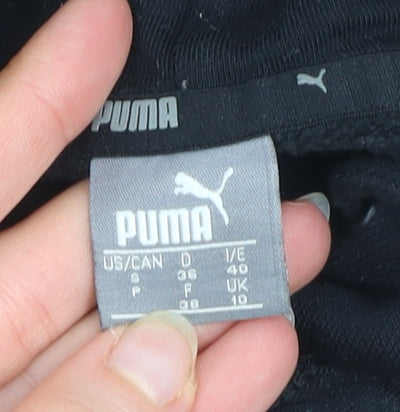 PUMA
PUMA
US/CAN D I/E
S 36 40
P F UK
38 10